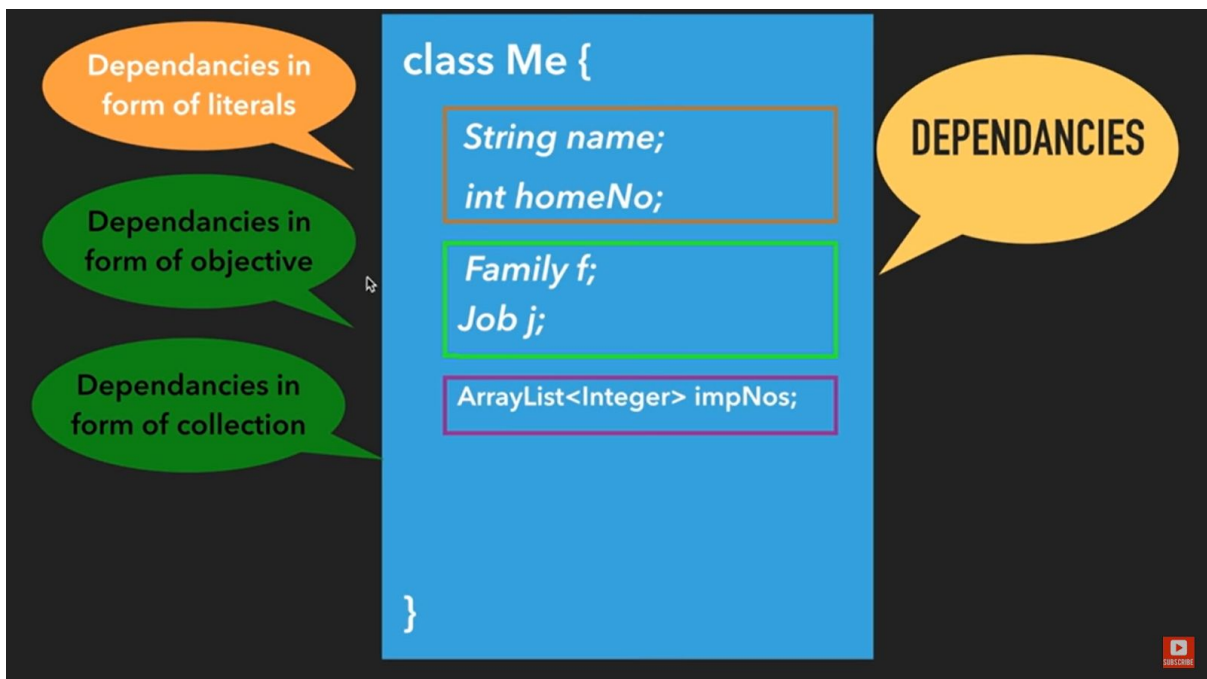 Dependancies in
form of literals
Dependancies in
form of objective
Dependancies in
form of collection
class Me {
String name;
int homeNo;
Family f;
Job j;
ArrayList<Integer> impNos;
}
DEPENDANCIES
SUBSCRIBE